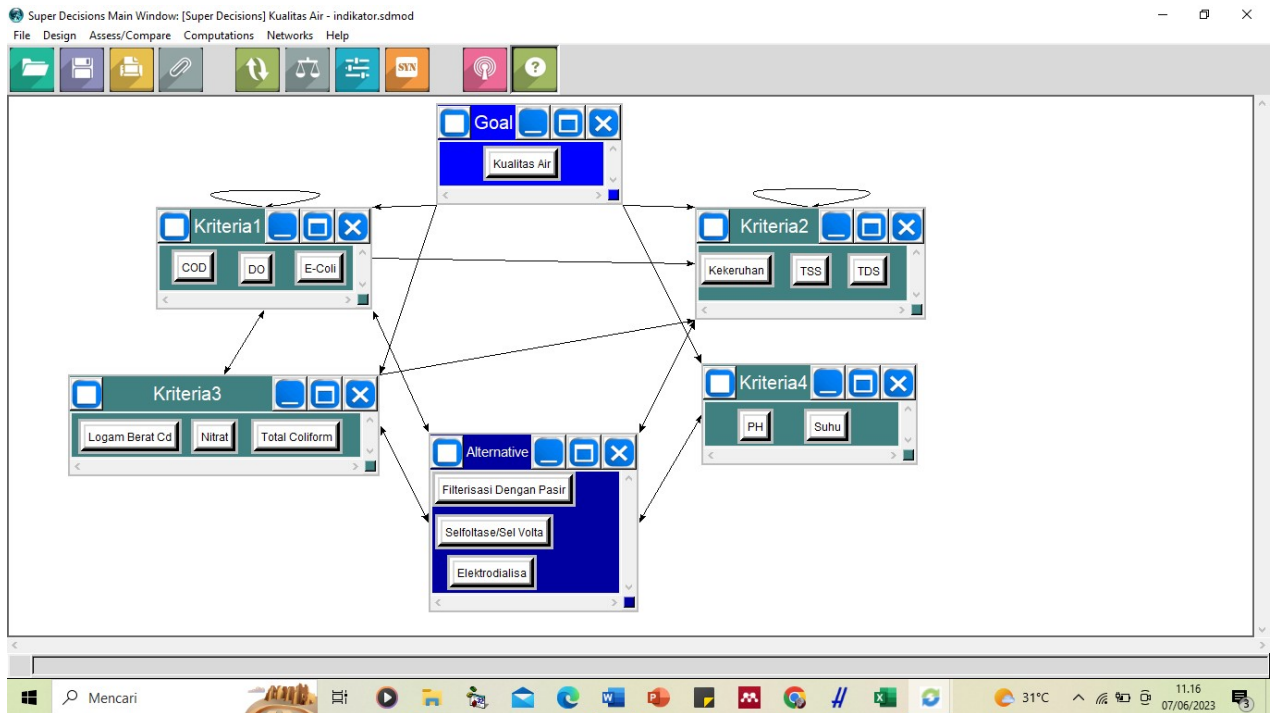 Super Decisions Main Window: [Super Decisions] Kualitas Air - indikator.sdmod
File Design Assess/Compare Computations Networks Help
SYN
?
Goal
Kualitas Air
Kriteria1
COD DO E-Coli
Kriteria2
Kekeruhan TSS TDS
Kriteria3
Logam Berat Cd Nitrat Total Coliform
Kriteria4
PH Suhu
Alternative
Filterisasi Dengan Pasir
Selfoltase/Sel Volta
Elektrodialisa
Mencari
31°C
11.16
07/06/2023
3